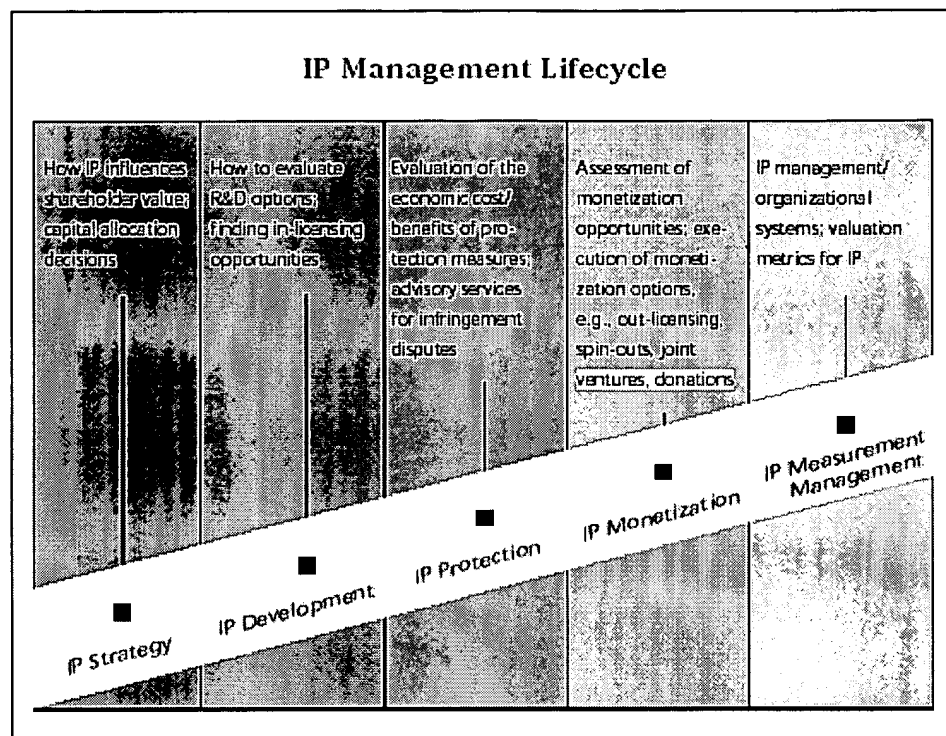 IP Management Lifecycle
How IP influences
shareholder value;
capital allocation
decisions
How to evaluate
R&D options;
finding in-licensing
opportunities
Evaluation of the
economic cost/
benefits of pro-
tection measures;
advisory services
for infringement
disputes
Assessment of
monetization
opportunities; exe-
cution of moneti-
zation options,
e.g., out-licensing,
spin-outs, joint
ventures, donations
IP management/
organizational
systems; valuation
metrics for IP
IP Strategy
IP Development
IP Protection
IP Monetization
IP Measurement
Management